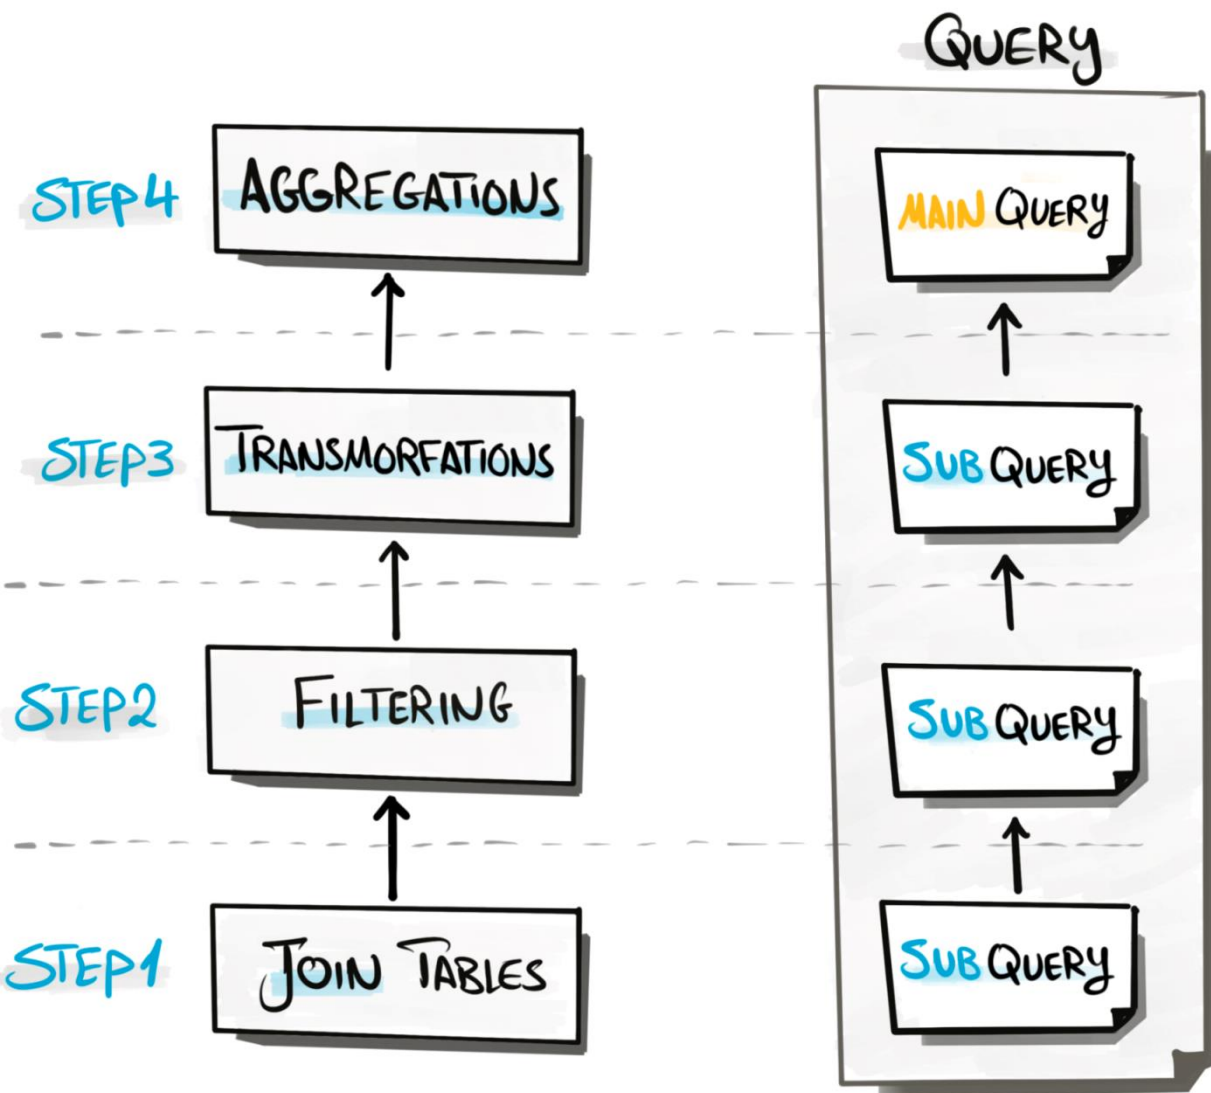 QUERY
STEP4
AGGREGATIONS
MAIN QUERY
STEP3
TRANSMORFATIONS
SUB QUERY
STEP2
FILTERING
SUB QUERY
STEP1
JOIN TABLES
SUB QUERY